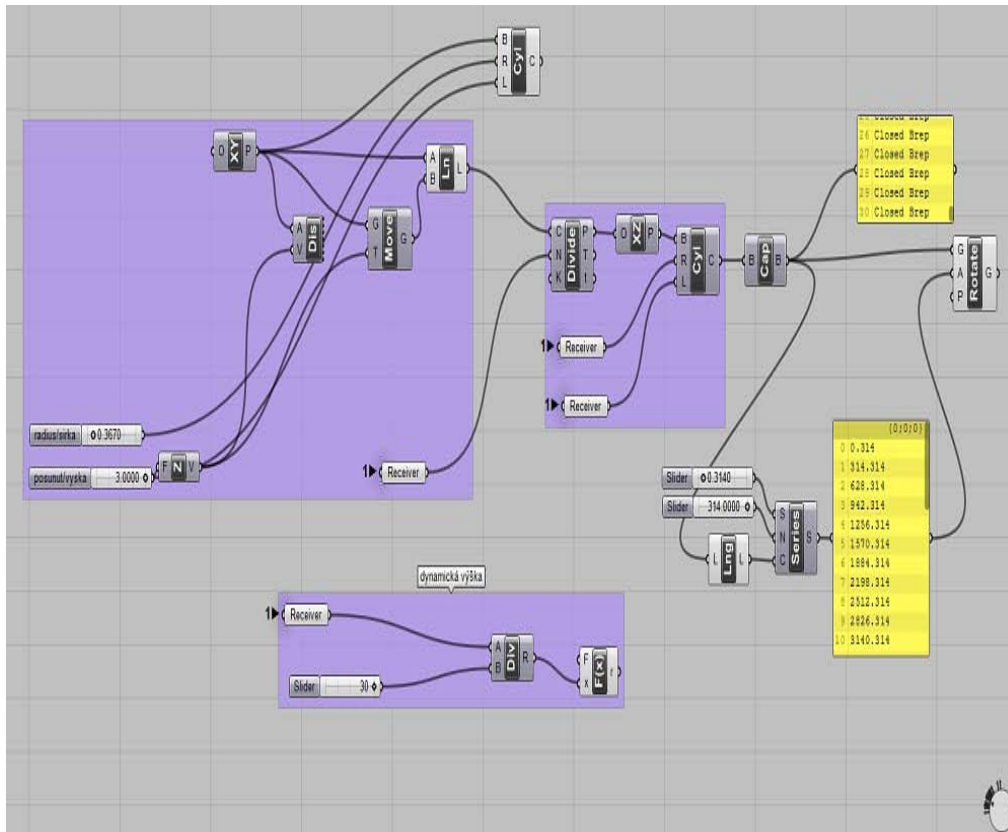 B
R
L
Cyl
C
O
XY
P
A
B
Ln
L
A
V
Dis
G
T
Move
G
26 Closed Brep
27 Closed Brep
28 Closed Brep
29 Closed Brep
30 Closed Brep
C
N
K
Divide
P
T
t
O
XZ
P
B
R
L
Cyl
C
B
Cap
B
G
A
P
Rotate
G
1 Receiver
1 Receiver
radius/sirka 0.3670
posunut/vyska 3.0000
F
Z
V
1 Receiver
Slider 0.3140
Slider 314.0000
L
Lng
L
S
N
C
Series
S
{0;0;0}
0 0.314
1 314.314
2 628.314
3 942.314
4 1256.314
5 1570.314
6 1884.314
7 2198.314
8 2512.314
9 2826.314
10 3140.314
dynamická výška
1 Receiver
Slider 30
A
B
Div
R
F
x
F(x)
r